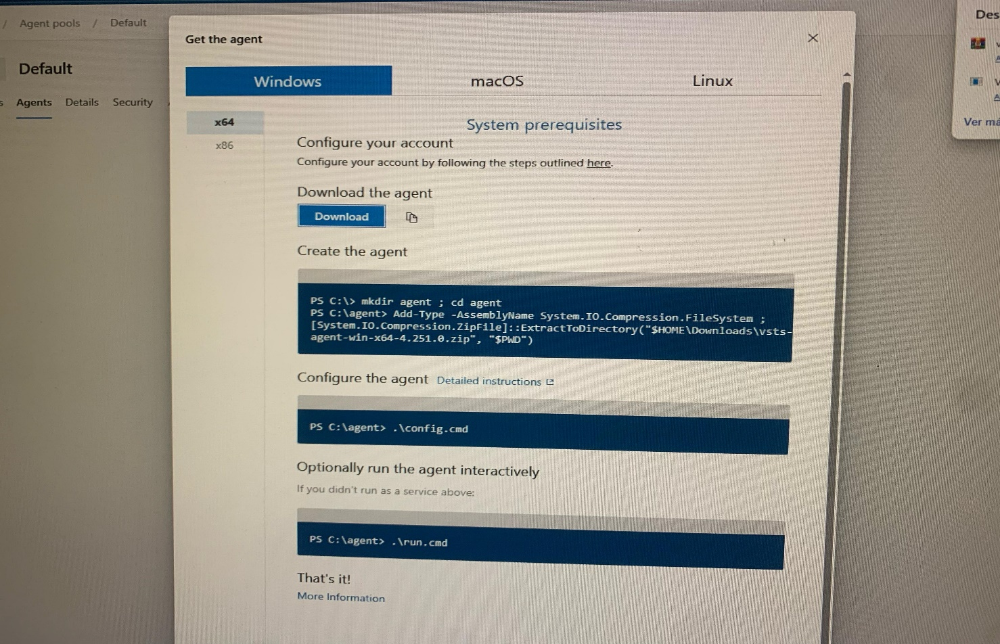 / Agent pools / Default
Get the agent
Default
Agents Details Security
Windows macOS Linux
x64
x86
System prerequisites
Configure your account
Configure your account by following the steps outlined here.
Download the agent
Download
Create the agent
PS C:\> mkdir agent ; cd agent
PS C:\agent> Add-Type -AssemblyName System.IO.Compression.FileSystem ;
[System.IO.Compression.ZipFile]::ExtractToDirectory("$HOME\Downloads\vsts-
agent-win-x64-4.251.0.zip", "$PWD")
Configure the agent Detailed instructions
PS C:\agent> .\config.cmd
Optionally run the agent interactively
If you didn't run as a service above:
PS C:\agent> .\run.cmd
That's it!
More Information
Des
Ver má